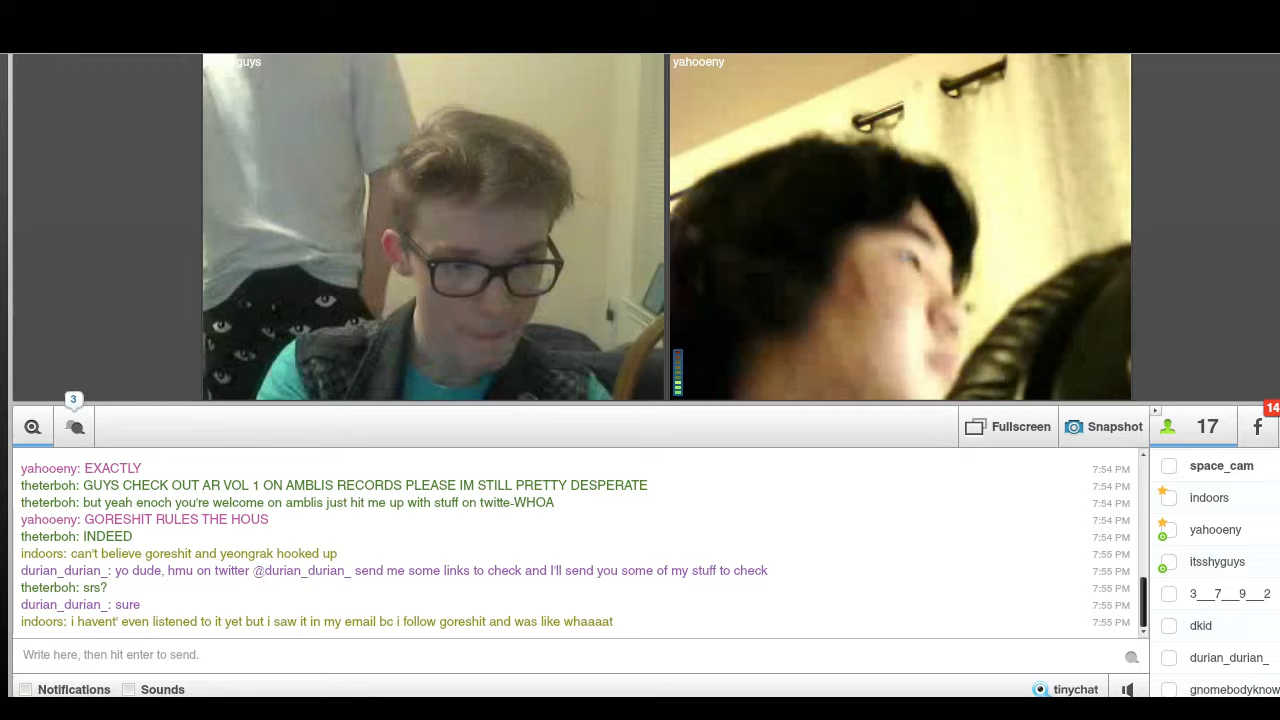 guys
yahooeny
3
Fullscreen
Snapshot
17
14
yahooeny: EXACTLY 7:54 PM
theterboh: GUYS CHECK OUT AR VOL 1 ON AMBLIS RECORDS PLEASE IM STILL PRETTY DESPERATE 7:54 PM
theterboh: but yeah enoch you're welcome on amblis just hit me up with stuff on twitte-WHOA 7:54 PM
yahooeny: GORESHIT RULES THE HOUS 7:54 PM
theterboh: INDEED 7:54 PM
indoors: can't believe goreshit and yeongrak hooked up 7:55 PM
durian_durian_: yo dude, hmu on twitter @durian_durian_ send me some links to check and I'll send you some of my stuff to check 7:55 PM
theterboh: srs? 7:55 PM
durian_durian_: sure 7:55 PM
indoors: i havent' even listened to it yet but i saw it in my email bc i follow goreshit and was like whaaaat 7:55 PM
Write here, then hit enter to send.
Notifications
Sounds
tinychat
space_cam
indoors
yahooeny
itsshyguys
3__7__9__2
dkid
durian_durian_
gnomebodyknow